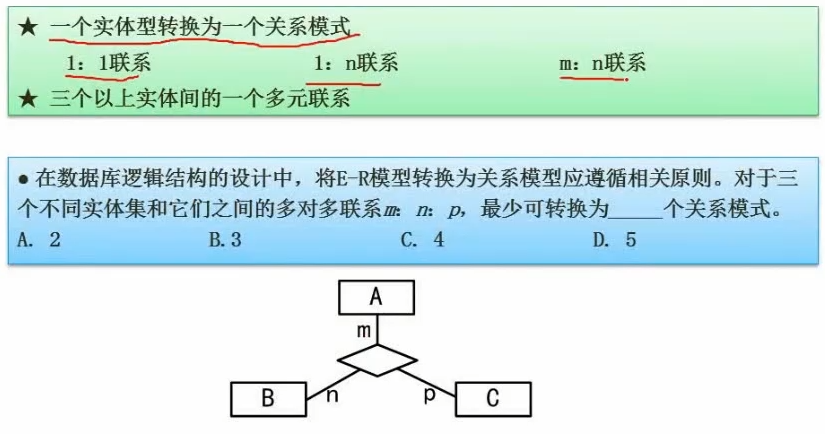 ★ 一个实体型转换为一个关系模式
1：1联系 1：n联系 m：n联系
★ 三个以上实体间的一个多元联系
● 在数据库逻辑结构的设计中，将E-R模型转换为关系模型应遵循相关原则。对于三
个不同实体集和它们之间的多对多联系m：n：p，最少可转换为_____个关系模式。
A. 2 B.3 C. 4 D. 5
A
m
B n p C